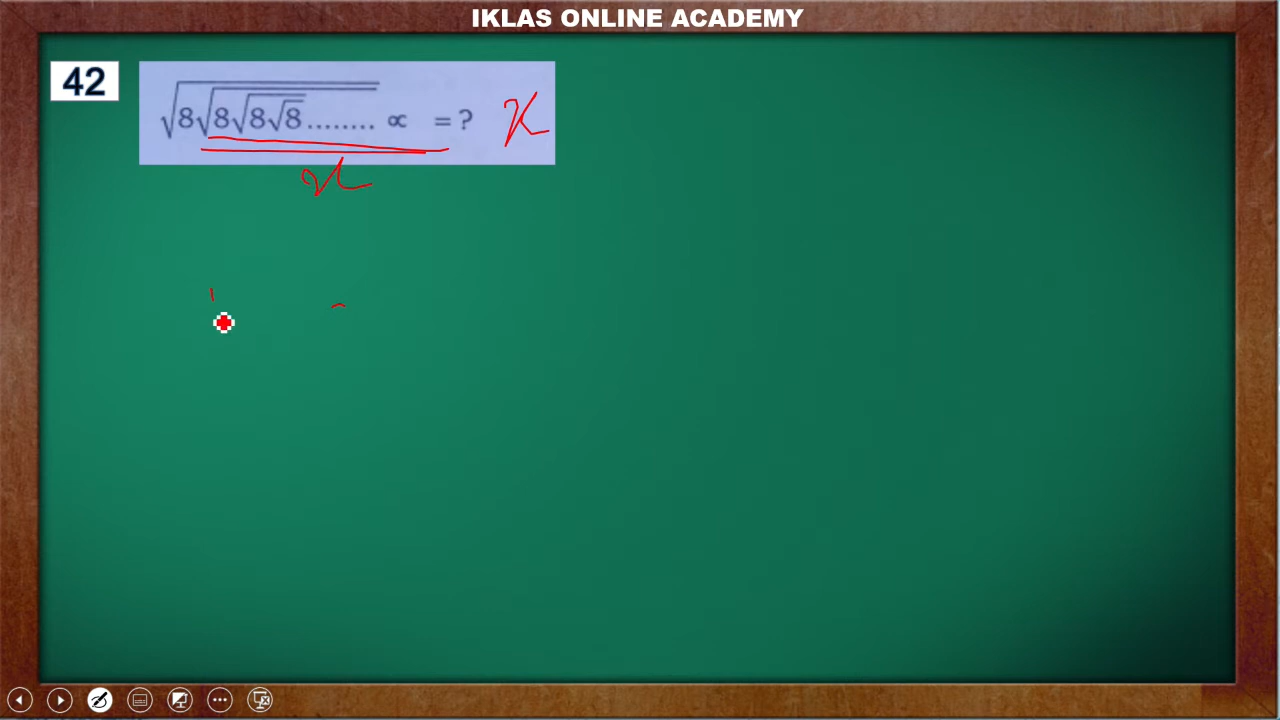 IKLAS ONLINE ACADEMY
42
√8√8√8√8........ ∝ = ? x
x